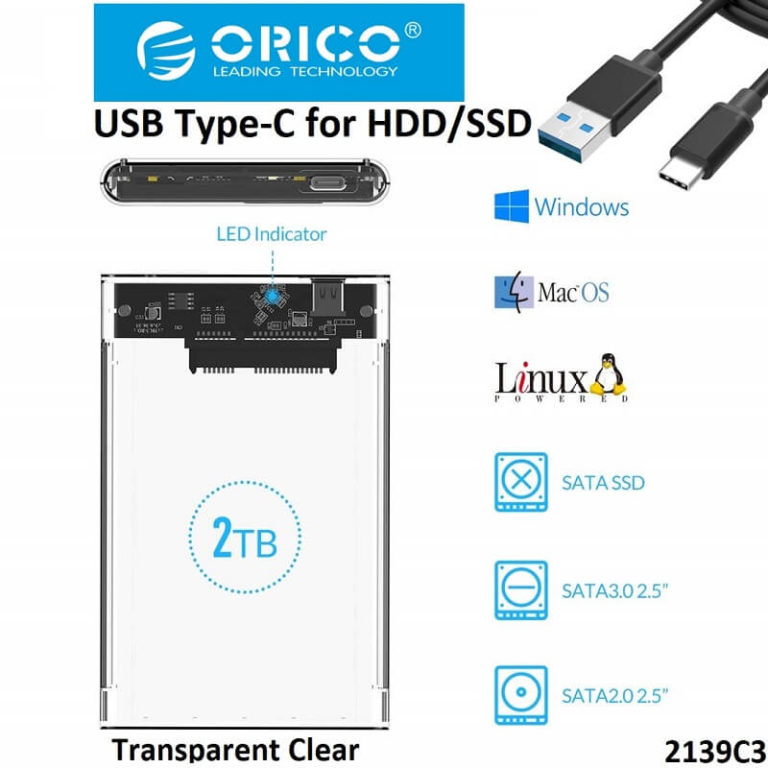 ORICO®
LEADING TECHNOLOGY
USB Type-C for HDD/SSD
Windows
LED Indicator
Mac OS
Linux
POWERED
SATA SSD
2TB
SATA3.0 2.5”
SATA2.0 2.5”
Transparent Clear
2139C3